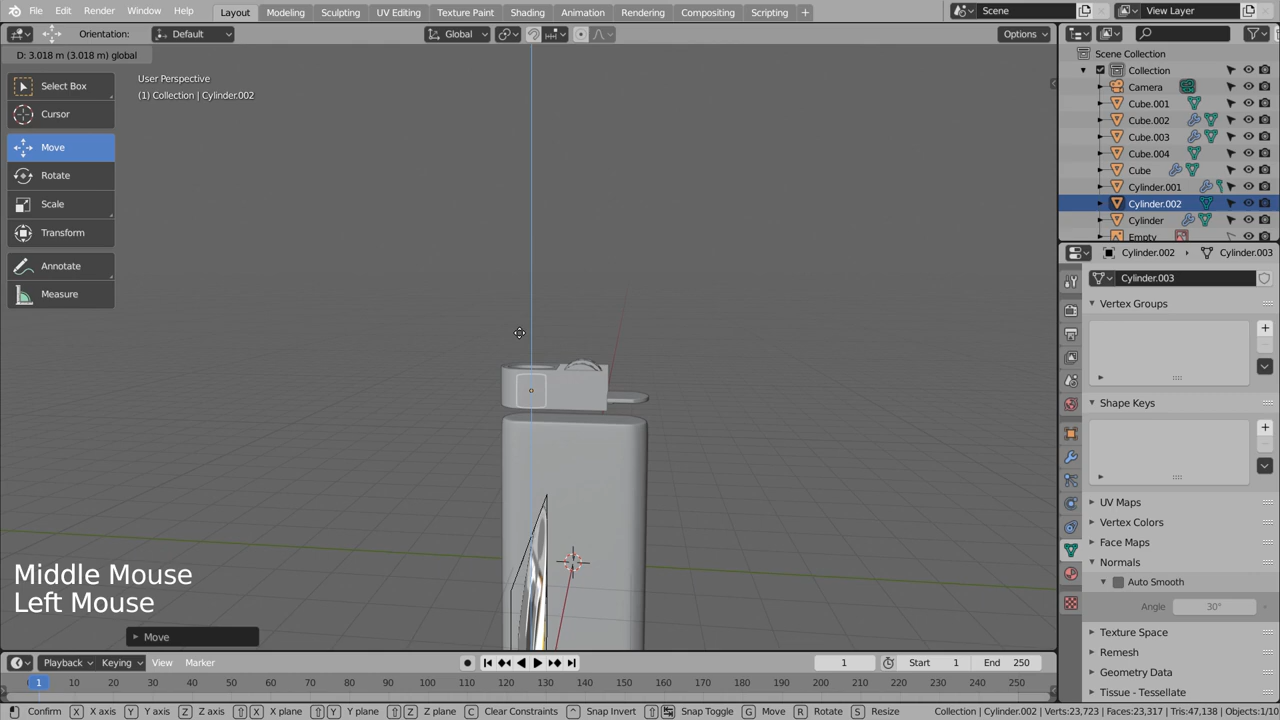 File Edit Render Window Help
Layout Modeling Sculpting UV Editing Texture Paint Shading Animation Rendering Compositing Scripting +
Scene
View Layer
Orientation: Default
Global
Options
D: 3.018 m (3.018 m) global
Select Box
Cursor
Move
Rotate
Scale
Transform
Annotate
Measure
User Perspective
(1) Collection | Cylinder.002
Middle Mouse
Left Mouse
Move
Scene Collection
Collection
Camera
Cube.001
Cube.002
Cube.003
Cube.004
Cube
Cylinder.001
Cylinder.002
Cylinder
Empty
Cylinder.002 Cylinder.003
Cylinder.003
Vertex Groups
Shape Keys
UV Maps
Vertex Colors
Face Maps
Normals
Auto Smooth
Angle 30°
Texture Space
Remesh
Geometry Data
Tissue - Tessellate
Playback Keying View Marker
1 Start 1 End 250
1 10 20 30 40 50 60 70 80 90 100 110 120 130 140 150 160 170 180 190 200 210 220 230 240 250
Confirm X X axis Y Y axis Z Z axis X X plane Y Y plane Z Z plane C Clear Constraints Snap Invert Snap Toggle G Move R Rotate S Resize
Collection | Cylinder.002 | Verts:23,723 | Faces:23,317 | Tris:47,138 | Objects:1/10